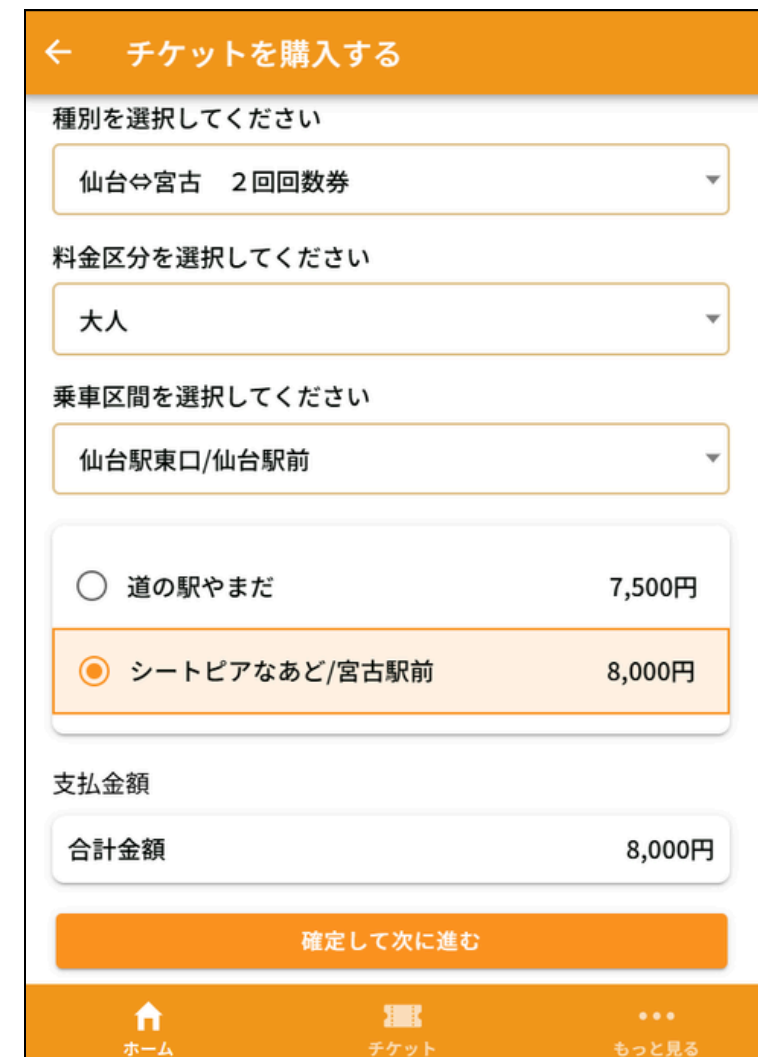 チケットを購入する
種別を選択してください
仙台⇔宮古　２回回数券
料金区分を選択してください
大人
乗車区間を選択してください
仙台駅東口/仙台駅前
道の駅やまだ 7,500円
シートピアなあど/宮古駅前 8,000円
支払金額
合計金額 8,000円
確定して次に進む
ホーム チケット もっと見る